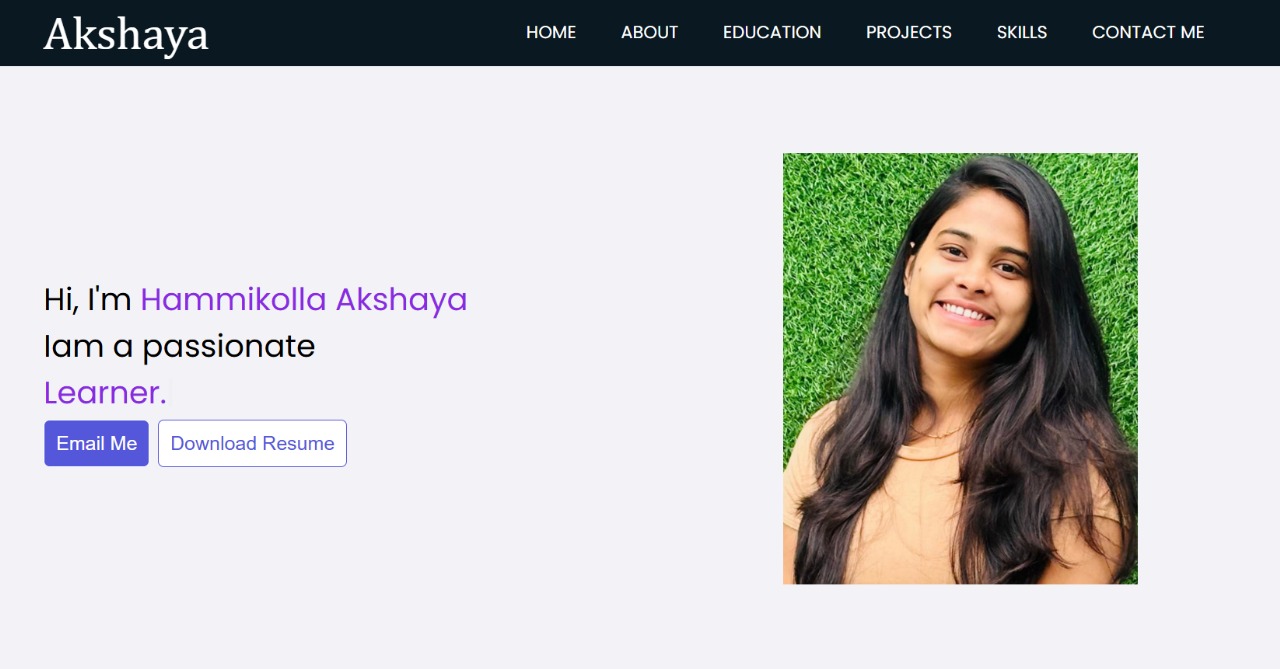 Akshaya
HOME ABOUT EDUCATION PROJECTS SKILLS CONTACT ME
Hi, I'm Hammikolla Akshaya
Iam a passionate
Learner.
Email Me Download Resume